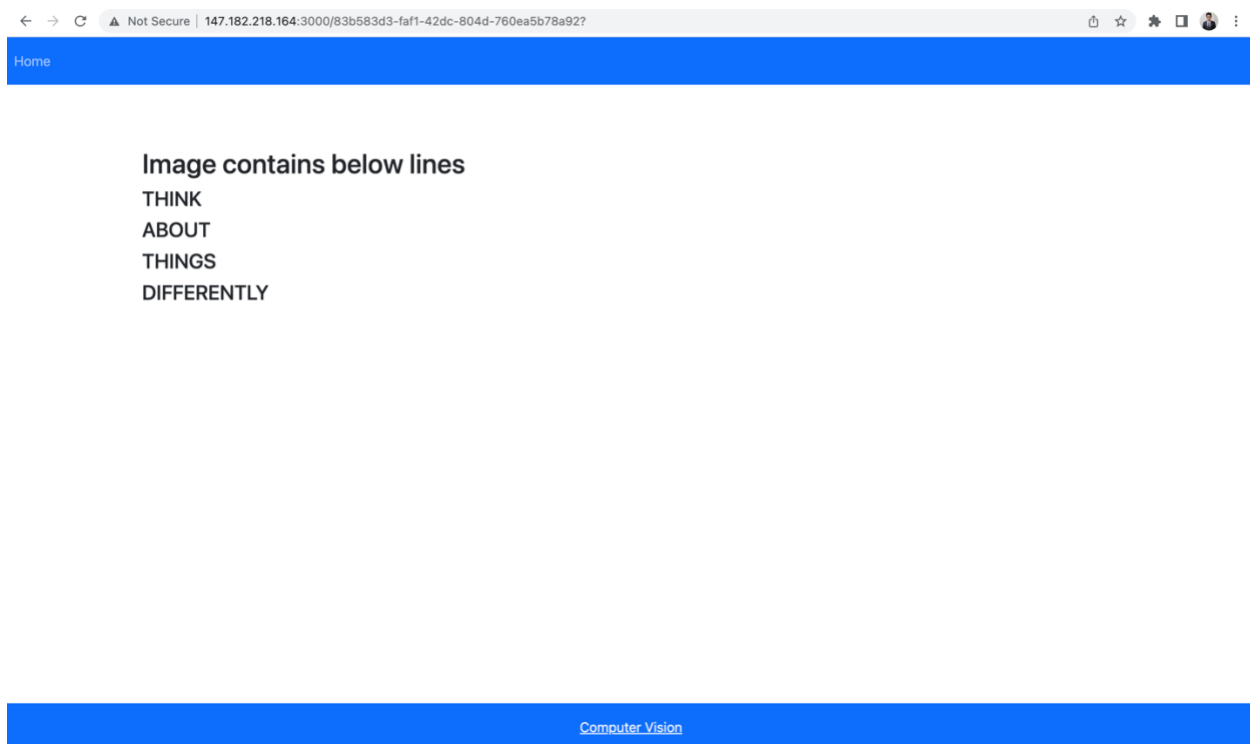 Not Secure | 147.182.218.164:3000/83b583d3-faf1-42dc-804d-760ea5b78a92?
Home
Image contains below lines
THINK
ABOUT
THINGS
DIFFERENTLY
Computer Vision